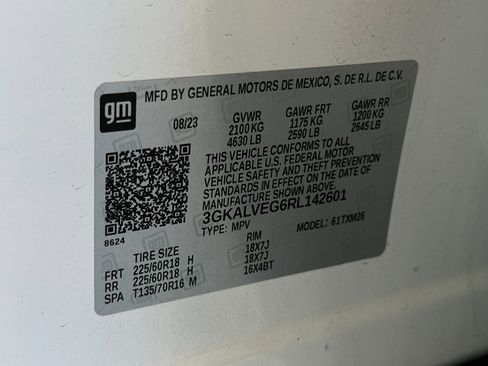 gm
MFD BY GENERAL MOTORS DE MEXICO, S. DE R.L. DE C.V.
08/23 GVWR GAWR FRT GAWR RR
2100 KG 1175 KG 1200 KG
4630 LB 2590 LB 2645 LB
THIS VEHICLE CONFORMS TO ALL
APPLICABLE U.S. FEDERAL MOTOR
VEHICLE SAFETY AND THEFT PREVENTION
STANDARDS IN EFFECT ON THE DATE OF
MANUFACTURE SHOWN ABOVE.
3GKALVEG6RL142601
TYPE: MPV MODEL: 61TXM26
8624
TIRE SIZE RIM
FRT 225/60R18 H 18X7J
RR 225/60R18 H 18X7J
SPA T135/70R16 M 16X4BT